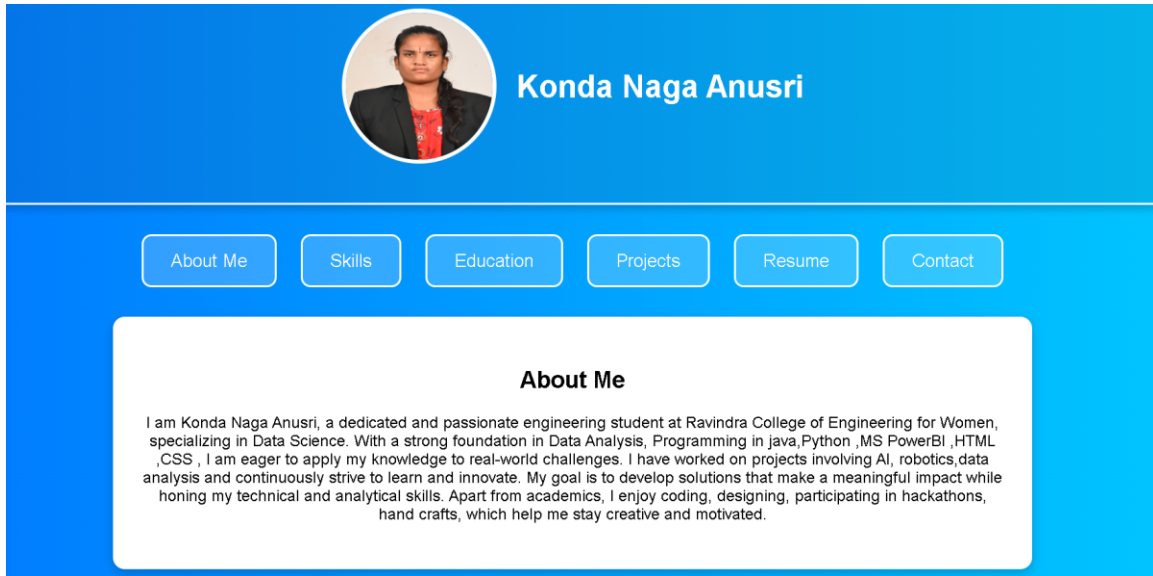 Konda Naga Anusri
About Me
Skills
Education
Projects
Resume
Contact
About Me
I am Konda Naga Anusri, a dedicated and passionate engineering student at Ravindra College of Engineering for Women,
specializing in Data Science. With a strong foundation in Data Analysis, Programming in java,Python ,MS PowerBI ,HTML
,CSS , I am eager to apply my knowledge to real-world challenges. I have worked on projects involving AI, robotics,data
analysis and continuously strive to learn and innovate. My goal is to develop solutions that make a meaningful impact while
honing my technical and analytical skills. Apart from academics, I enjoy coding, designing, participating in hackathons,
hand crafts, which help me stay creative and motivated.